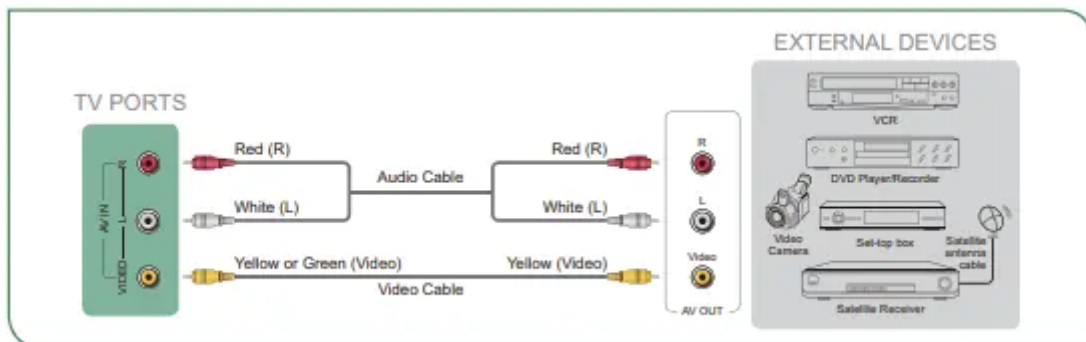 EXTERNAL DEVICES
TV PORTS
VCR
Red (R)
Red (R)
R
R
DVD Player/Recorder
Audio Cable
AV IN
L
White (L)
White (L)
L
Video
Camera
Set-top box
Satellite
antenna
cable
VIDEO
Yellow or Green (Video)
Yellow (Video)
Video
Video Cable
AV OUT
Satellite Receiver